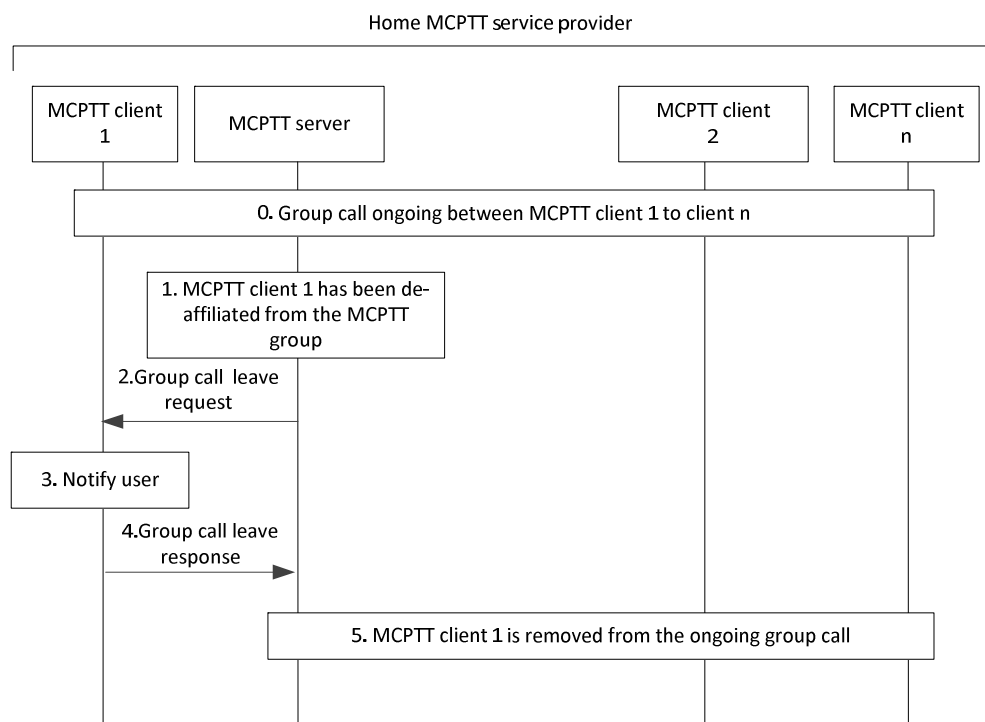 Home MCPTT service provider
MCPTT client
1
MCPTT server
MCPTT client
2
MCPTT client
n
0. Group call ongoing between MCPTT client 1 to client n
1. MCPTT client 1 has been de-
affiliated from the MCPTT
group
2.Group call leave
request
3. Notify user
4.Group call leave
response
5. MCPTT client 1 is removed from the ongoing group call